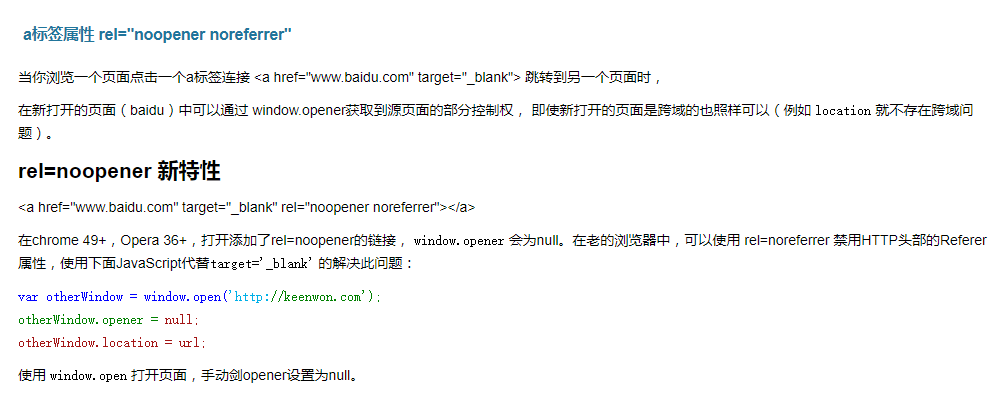 a标签属性 rel="noopener noreferrer"
当你浏览一个页面点击一个a标签连接 <a href="www.baidu.com" target="_blank"> 跳转到另一个页面时，
在新打开的页面（baidu）中可以通过 window.opener获取到源页面的部分控制权， 即使新打开的页面是跨域的也照样可以（例如 location 就不存在跨域问
题）。
rel=noopener 新特性
<a href="www.baidu.com" target="_blank" rel="noopener noreferrer"></a>
在chrome 49+，Opera 36+，打开添加了rel=noopener的链接， window.opener 会为null。在老的浏览器中，可以使用 rel=noreferrer 禁用HTTP头部的Referer
属性，使用下面JavaScript代替target='_blank' 的解决此问题：
var otherWindow = window.open('http://keenwon.com');
otherWindow.opener = null;
otherWindow.location = url;
使用 window.open 打开页面，手动剑opener设置为null。